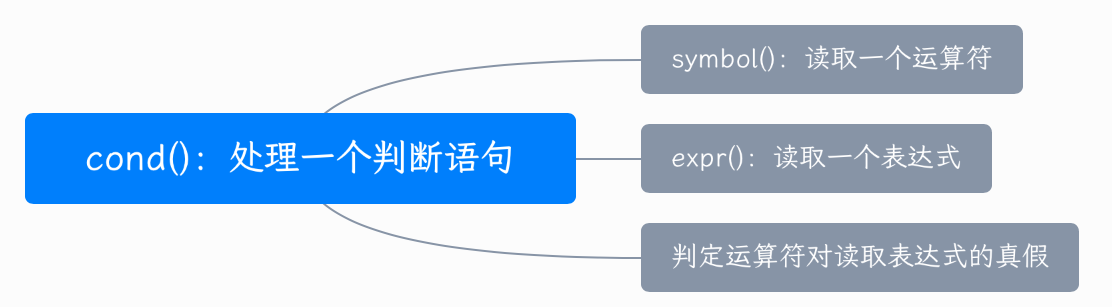 symbol()：读取一个运算符
cond()：处理一个判断语句
expr()：读取一个表达式
判定运算符对读取表达式的真假